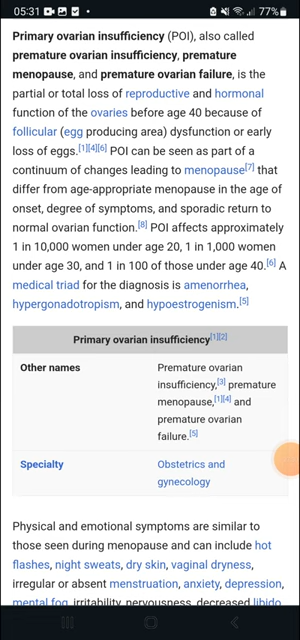 05:31
77%
Primary ovarian insufficiency (POI), also called
premature ovarian insufficiency, premature
menopause, and premature ovarian failure, is the
partial or total loss of reproductive and hormonal
function of the ovaries before age 40 because of
follicular (egg producing area) dysfunction or early
loss of eggs.[1][4][6] POI can be seen as part of a
continuum of changes leading to menopause[7] that
differ from age-appropriate menopause in the age of
onset, degree of symptoms, and sporadic return to
normal ovarian function.[8] POI affects approximately
1 in 10,000 women under age 20, 1 in 1,000 women
under age 30, and 1 in 100 of those under age 40.[6] A
medical triad for the diagnosis is amenorrhea,
hypergonadotropism, and hypoestrogenism.[5]
Primary ovarian insufficiency[1][2]
Other names
Premature ovarian
insufficiency,[3] premature
menopause,[1][4] and
premature ovarian
failure.[5]
Specialty
Obstetrics and
gynecology
Physical and emotional symptoms are similar to
those seen during menopause and can include hot
flashes, night sweats, dry skin, vaginal dryness,
irregular or absent menstruation, anxiety, depression,
mental fog, irritability, nervousness, decreased libido